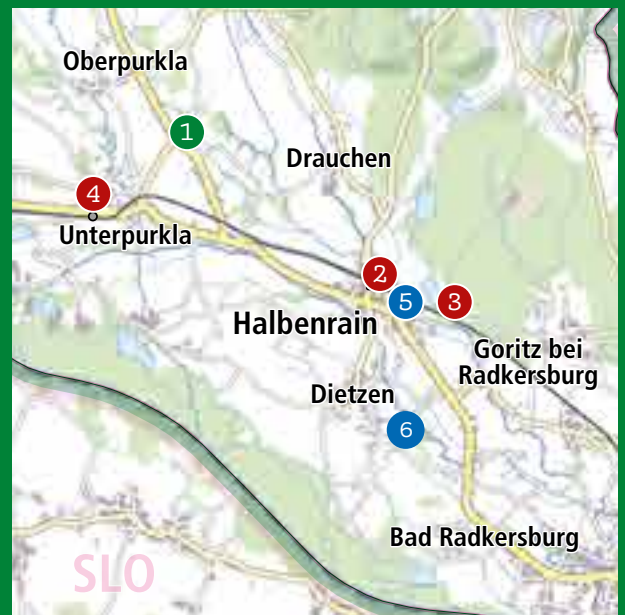 Oberpurkla
1
Drauchen
4
Unterpurkla
2
5
3
Halbenrain
Goritz bei
Radkersburg
Dietzen
6
Bad Radkersburg
SLO